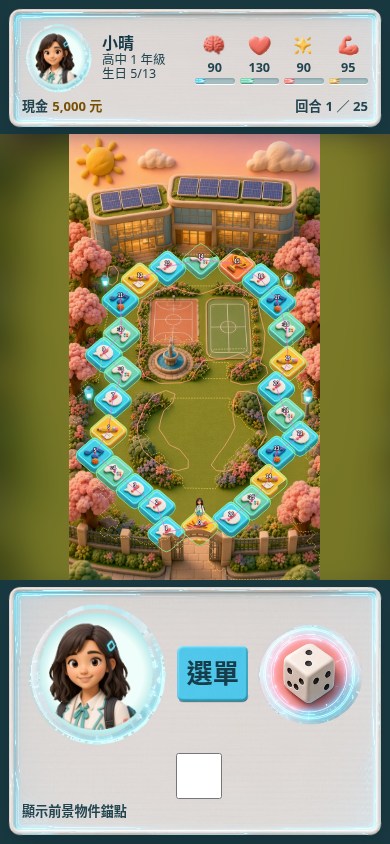 小晴
高中 1 年級
生日 5/13
90
130
90
95
現金 5,000 元
回合 1 ／ 25
選單
顯示前景物件錨點